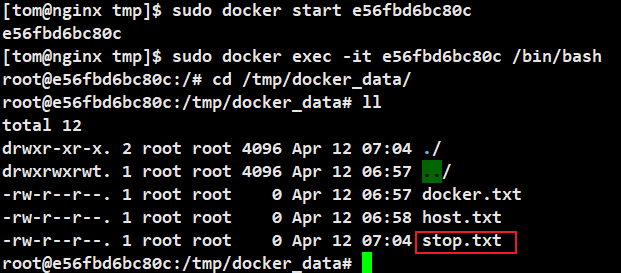 [tom@nginx tmp]$ sudo docker start e56fbd6bc80c
e56fbd6bc80c
[tom@nginx tmp]$ sudo docker exec -it e56fbd6bc80c /bin/bash
root@e56fbd6bc80c:/# cd /tmp/docker_data/
root@e56fbd6bc80c:/tmp/docker_data# ll
total 12
drwxr-xr-x. 2 root root 4096 Apr 12 07:04 ./
drwxrwxrwt. 1 root root 4096 Apr 12 06:57 ../
-rw-r--r--. 1 root root    0 Apr 12 06:57 docker.txt
-rw-r--r--. 1 root root    0 Apr 12 06:58 host.txt
-rw-r--r--. 1 root root    0 Apr 12 07:04 stop.txt
root@e56fbd6bc80c:/tmp/docker_data#